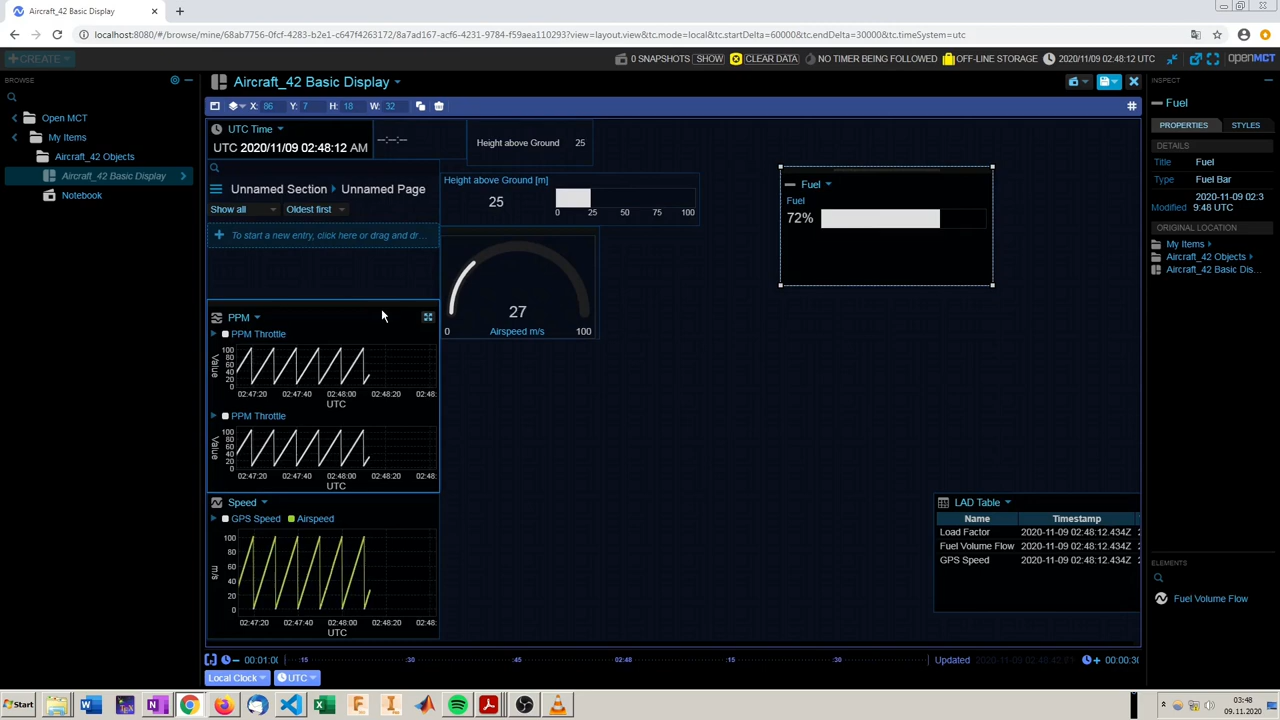 Aircraft_42 Basic Display
localhost:8080/#/browse/mine/68ab7756-0fcf-4283-b2e1-c647f4263172/8a7ad167-acf6-4231-9784-f59aea110293?view=layout.view&tc.mode=local&tc.startDelta=60000&tc.endDelta=30000&tc.timeSystem=utc
+CREATE
0 SNAPSHOTS SHOW CLEAR DATA NO TIMER BEING FOLLOWED OFF-LINE STORAGE 2020/11/09 02:48:12 UTC openMCT
BROWSE
Open MCT
My Items
Aircraft_42 Objects
Aircraft_42 Basic Display
Notebook
Aircraft_42 Basic Display
X: 86 Y: 7 H: 18 W: 32
UTC Time
UTC 2020/11/09 02:48:12 AM
--:--:--
Height above Ground 25
Unnamed Section Unnamed Page
Show all Oldest first
To start a new entry, click here or drag and dr…
Height above Ground [m]
25
0 25 50 75 100
27
0 Airspeed m/s 100
Fuel
Fuel
72%
PPM
PPM Throttle
100
80
60
40
20
0
Value
02:47:20 02:47:40 02:48:00 02:48:20 02:48:
UTC
PPM Throttle
100
80
60
40
20
0
Value
02:47:20 02:47:40 02:48:00 02:48:20 02:48:
UTC
Speed
GPS Speed Airspeed
100
80
60
40
20
0
m/s
02:47:20 02:47:40 02:48:00 02:48:20 02:48:
UTC
LAD Table
Name Timestamp
Load Factor 2020-11-09 02:48:12.434Z
Fuel Volume Flow 2020-11-09 02:48:12.434Z
GPS Speed 2020-11-09 02:48:12.434Z
00:01:00 :15 :30 :45 02:48 :15 :30 Updated 00:00:30
Local Clock UTC
INSPECT
Fuel
PROPERTIES STYLES
DETAILS
Title Fuel
Type Fuel Bar
Modified 2020-11-09 02:3
9:48 UTC
ORIGINAL LOCATION
My Items
Aircraft_42 Objects
Aircraft_42 Basic Dis…
ELEMENTS
Fuel Volume Flow
Start
03:48
09.11.2020